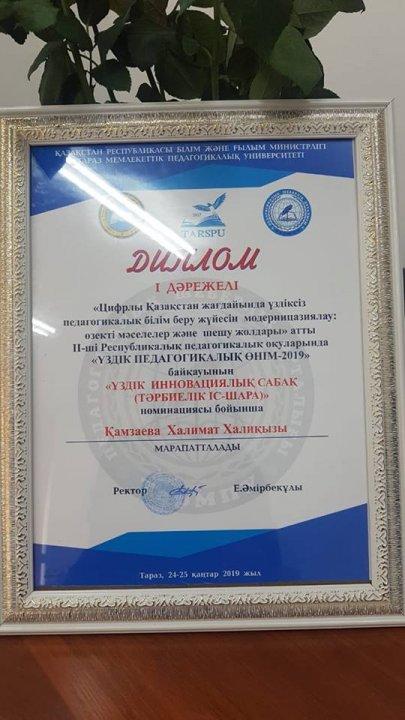 ҚАЗАҚСТАН РЕСПУБЛИКАСЫ БІЛІМ ЖӘНЕ ҒЫЛЫМ МИНИСТРЛІГІ
ТАРАЗ МЕМЛЕКЕТТІК ПЕДАГОГИКАЛЫҚ УНИВЕРСИТЕТІ
TARSPU
ДИПЛОМ
І ДӘРЕЖЕЛІ
«Цифрлы Қазақстан жағдайында үздіксіз
педагогикалық білім беру жүйесін модернизациялау:
өзекті мәселелер және шешу жолдары» атты
ІІ-ші Республикалық педагогикалық оқуларында
«ҮЗДІК ПЕДАГОГИКАЛЫҚ ӨНІМ-2019»
байқауының
«ҮЗДІК ИННОВАЦИЯЛЫҚ САБАҚ
(ТӘРБИЕЛІК ІС-ШАРА)»
номинациясы бойынша
Қамзаева Халимат Халиқызы
МАРАПАТТАЛАДЫ
Ректор Е.Әмірбекұлы
Тараз, 24-25 қаңтар 2019 жыл